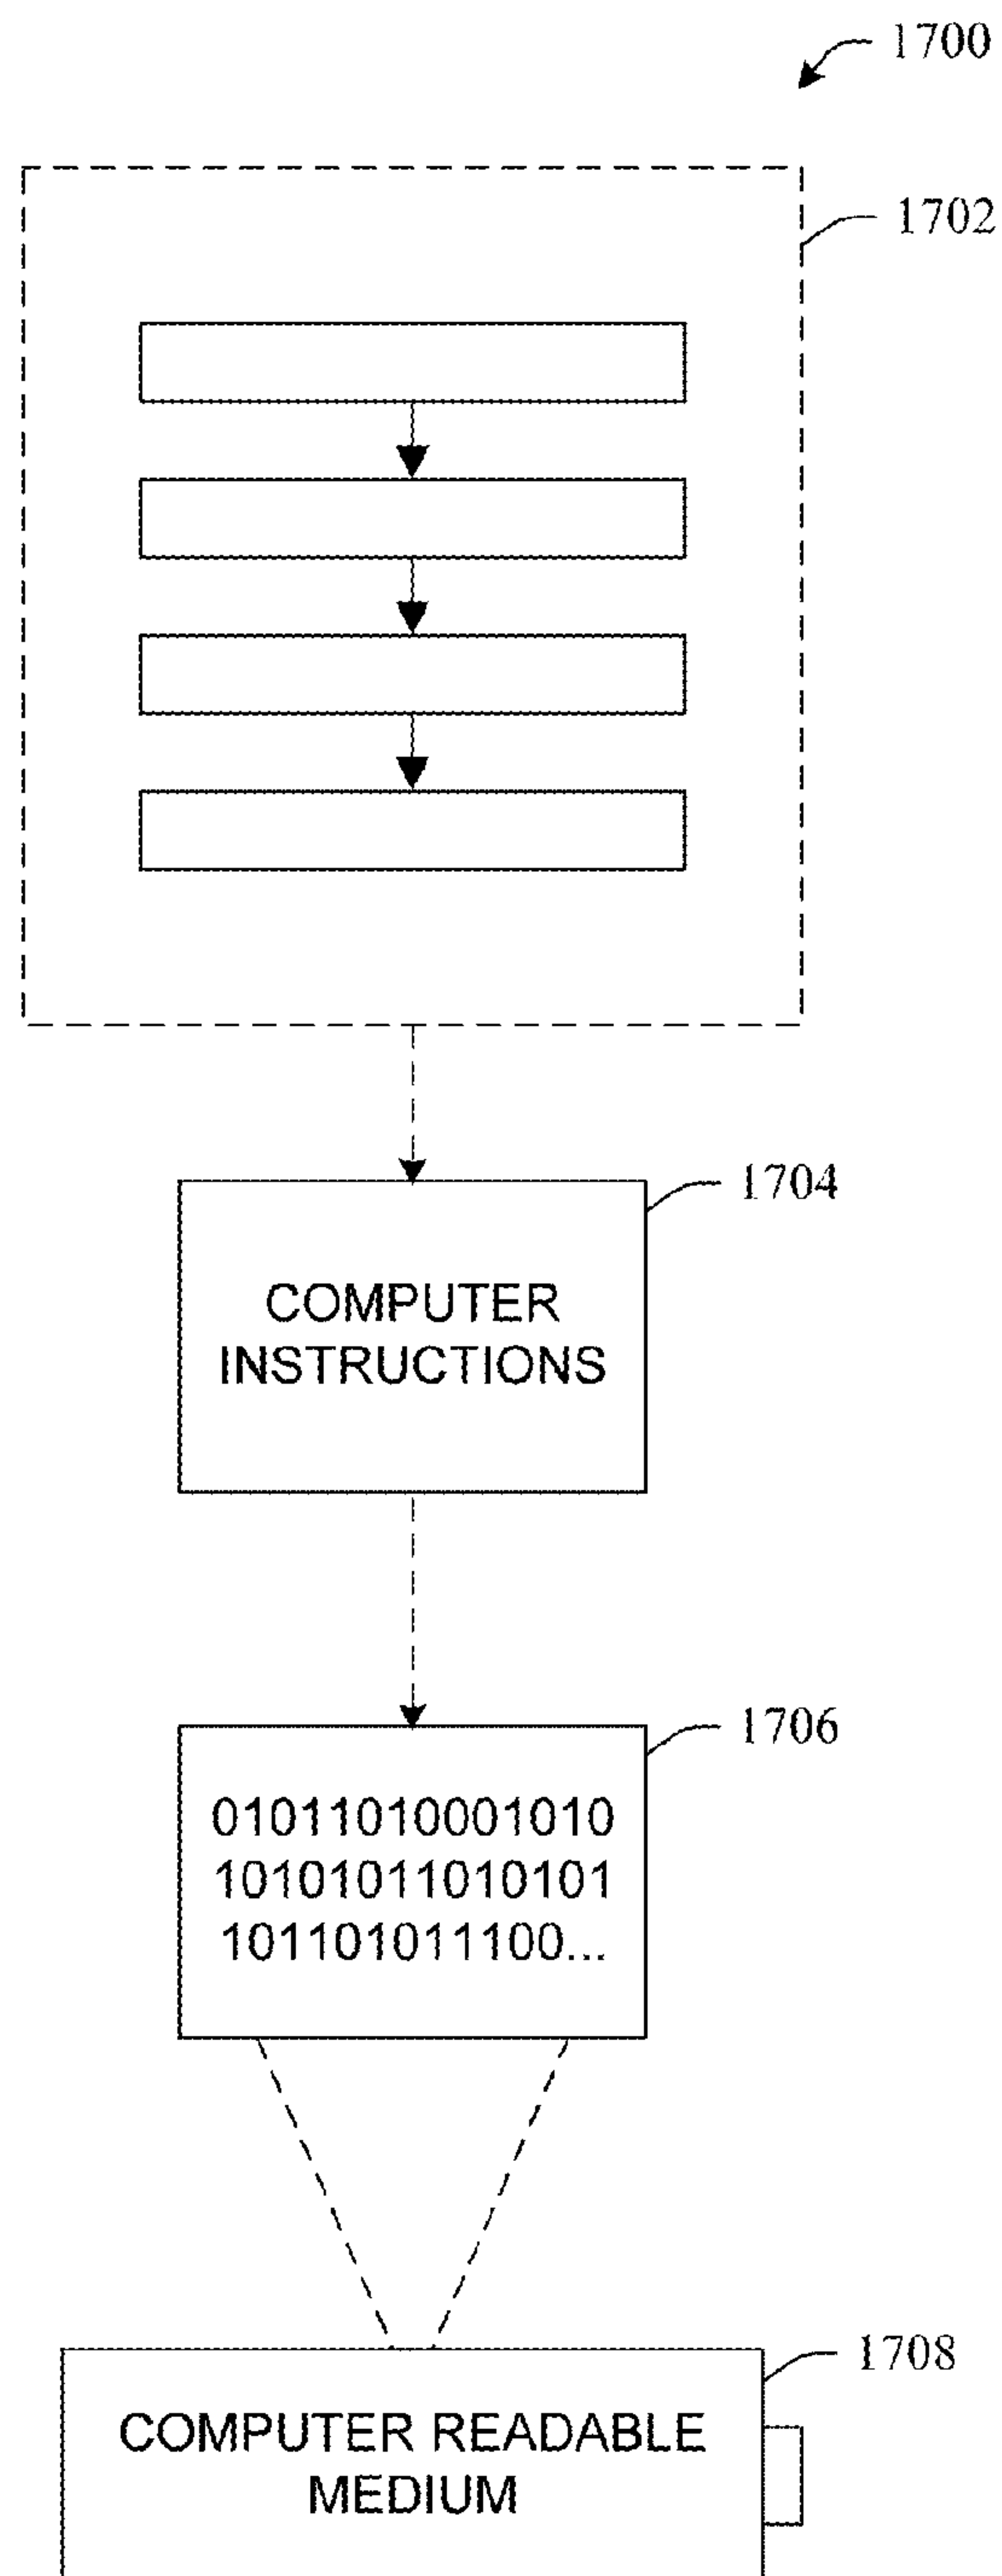 1700
1702
1704
COMPUTER
INSTRUCTIONS
1706
01011010001010
10101011010101
101101011100...
1708
COMPUTER READABLE
MEDIUM